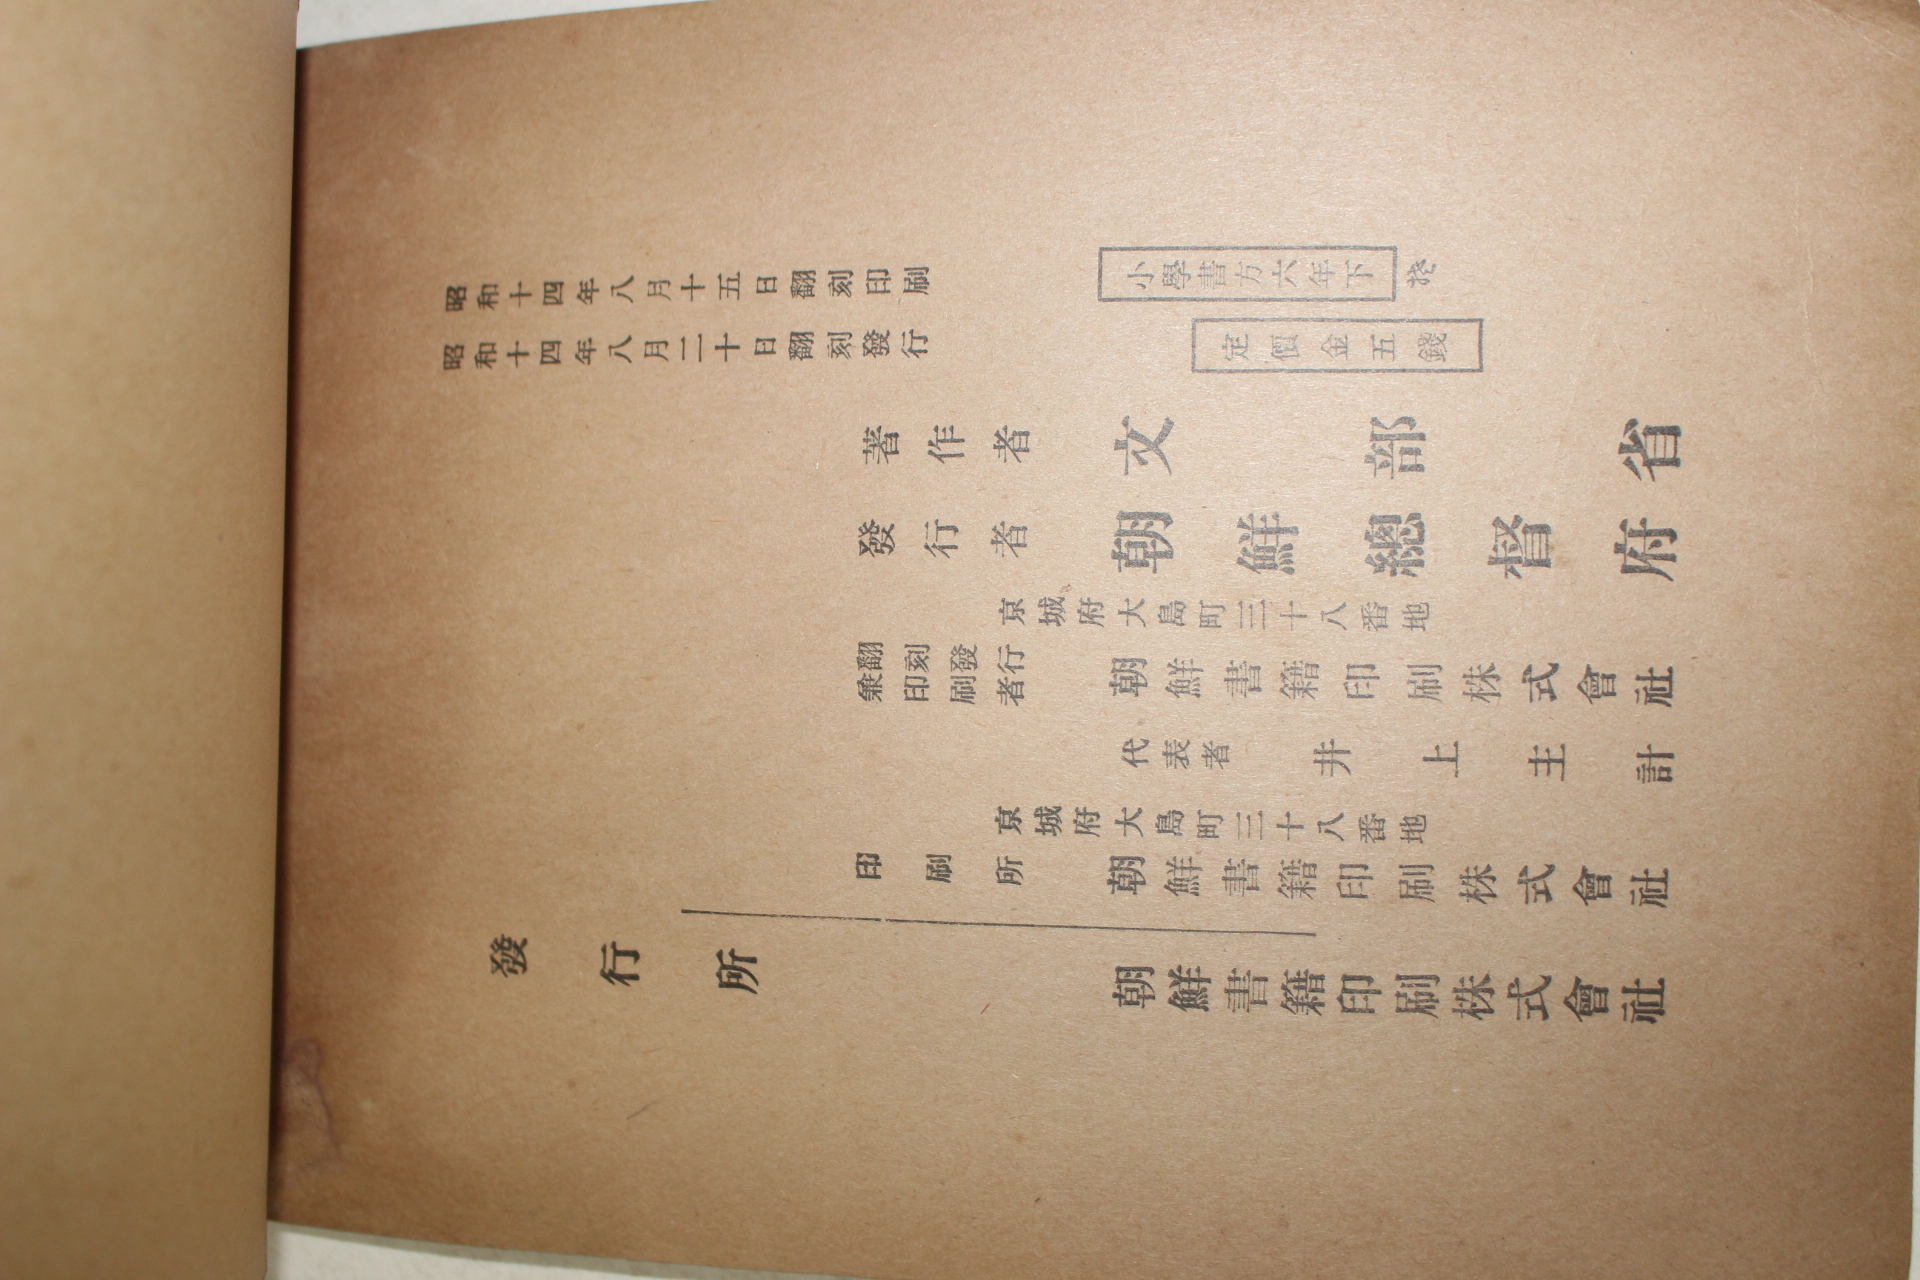 昭和十四年八月十五日翻刻印刷
昭和十四年八月二十日翻刻發行
小學書方六年下
定價金五錢
著作者 文部省
發行者 朝鮮總督府
京城府大島町三十八番地
翻刻發行
兼印刷者 朝鮮書籍印刷株式會社
代表者 井上主計
京城府大島町三十八番地
印刷所 朝鮮書籍印刷株式會社
發行所 朝鮮書籍印刷株式會社